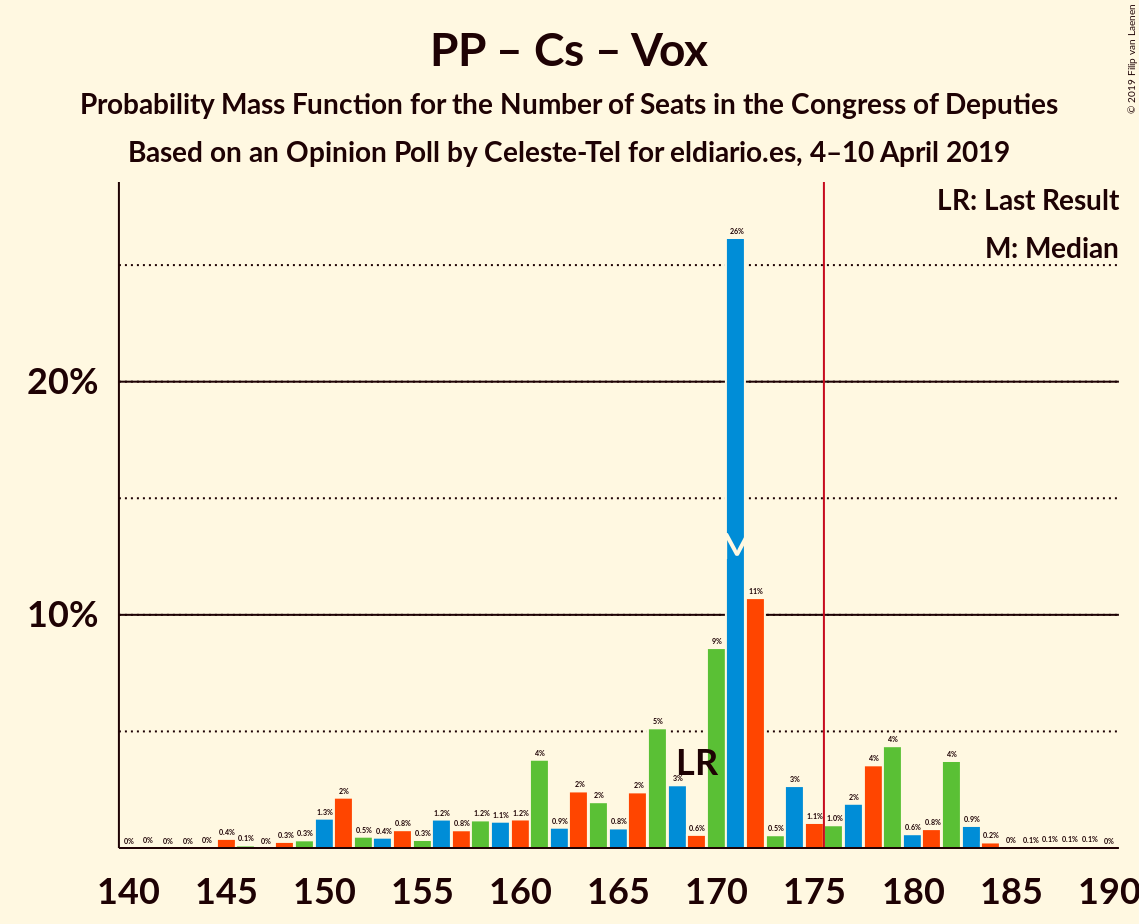 PP – Cs – Vox
Probability Mass Function for the Number of Seats in the Congress of Deputies
Based on an Opinion Poll by Celeste-Tel for eldiario.es, 4–10 April 2019
© 2019 Filip van Laenen
LR: Last Result
M: Median
20%
10%
0% 0% 0% 0% 0% 0.4% 0.1% 0% 0.3% 0.3% 1.3% 2% 0.5% 0.4% 0.8% 0.3% 1.2% 0.8% 1.2% 1.1% 1.2% 4% 0.9% 2% 2% 0.8% 2% 5% 3% 0.6% 9% 26% 11% 0.5% 3% 1.1% 1.0% 2% 4% 4% 0.6% 0.8% 4% 0.9% 0.2% 0% 0.1% 0.1% 0.1% 0.1% 0%
LR
M
140 145 150 155 160 165 170 175 180 185 190